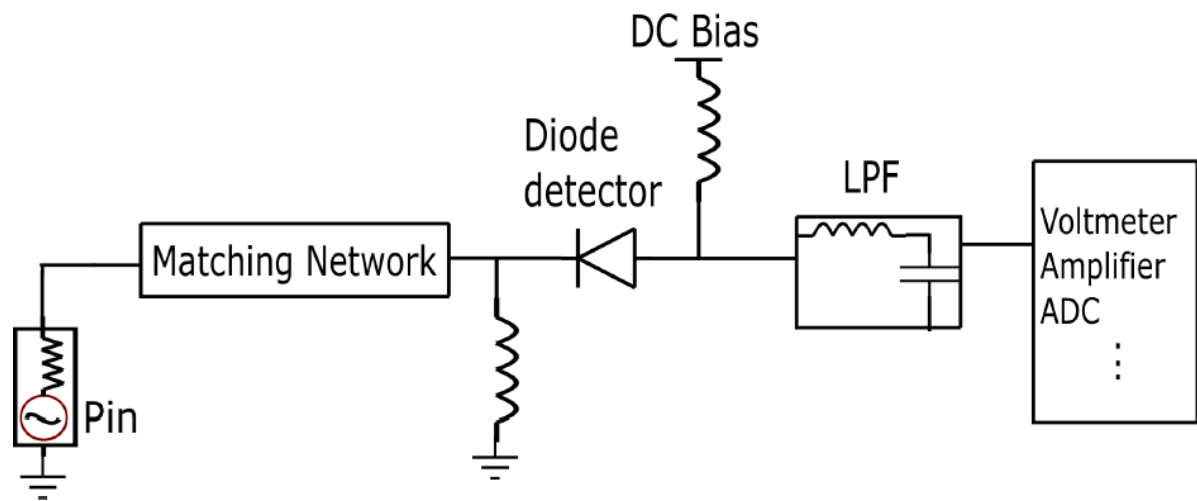 DC Bias
Diode
detector
LPF
Matching Network
Voltmeter
Amplifier
ADC
Pin